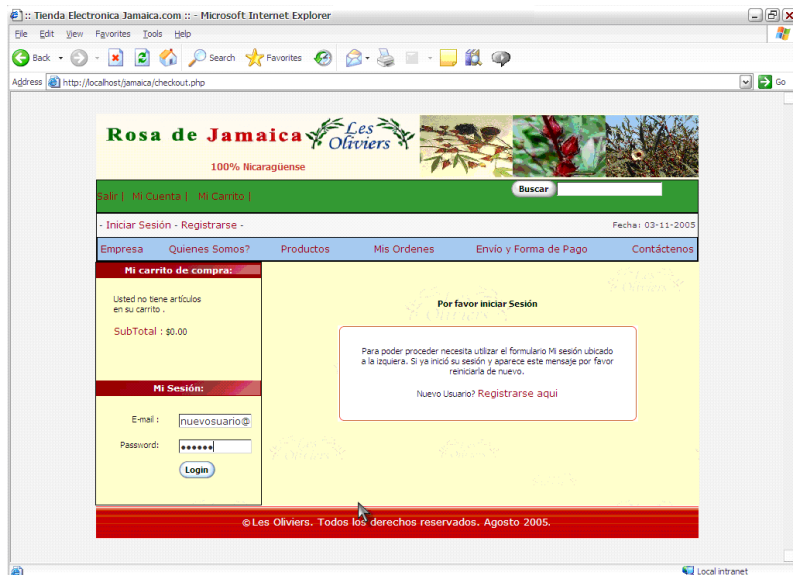 :: Tienda Electronica Jamaica.com :: - Microsoft Internet Explorer
File Edit View Favorites Tools Help
Back Search Favorites
Address http://localhost/jamaica/checkout.php Go
Rosa de Jamaica Les Oliviers
100% Nicaragüense
Buscar
Salir | Mi Cuenta | Mi Carrito |
- Iniciar Sesión - Registrarse - Fecha: 03-11-2005
Empresa Quienes Somos? Productos Mis Ordenes Envío y Forma de Pago Contáctenos
Mi carrito de compra:
Usted no tiene artículos
en su carrito .
SubTotal : $0.00
Mi Sesión:
E-mail : nuevosuario@
Password: ••••••
Login
Por favor iniciar Sesión
Para poder proceder necesita utilizar el formulario Mi sesión ubicado
a la izquiera. Si ya inició su sesión y aparece este mensaje por favor
reiniciarla de nuevo.
Nuevo Usuario? Registrarse aqui
© Les Oliviers. Todos los derechos reservados. Agosto 2005.
Local intranet